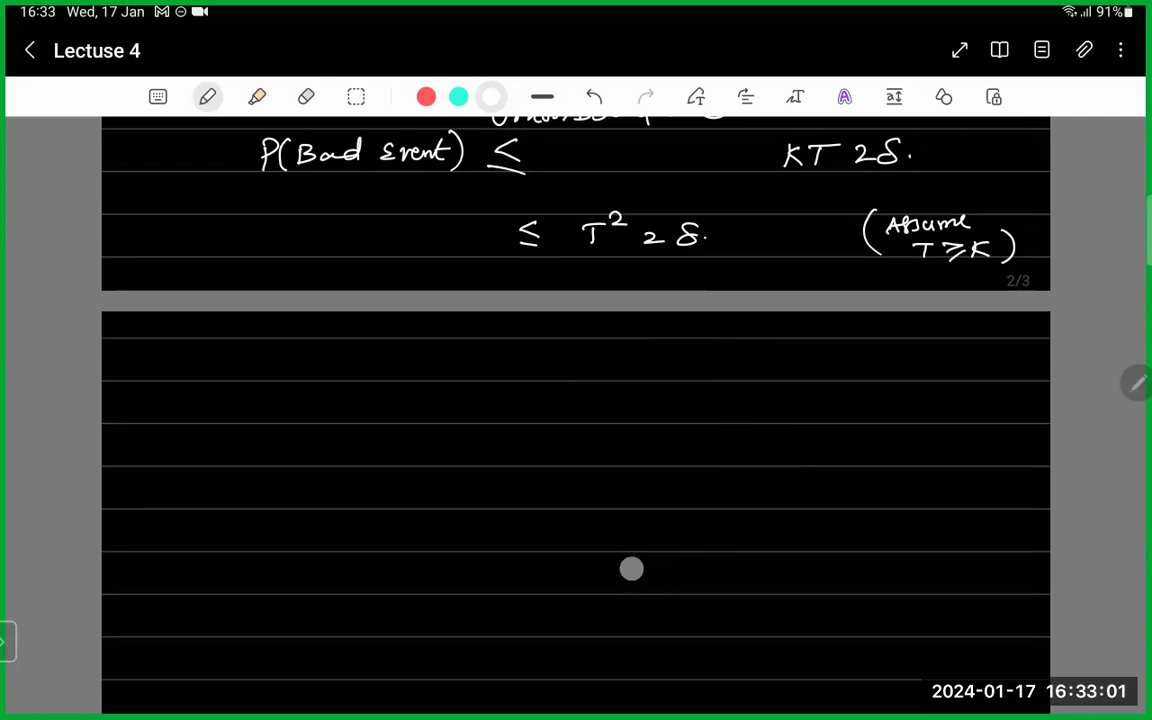 16:33 Wed, 17 Jan 91%
Lectuse 4
P(Bad Event) ≤ KT 2δ.
≤ T² 2 δ. (Assume
T ≥ K)
2/3
2024-01-17 16:33:01